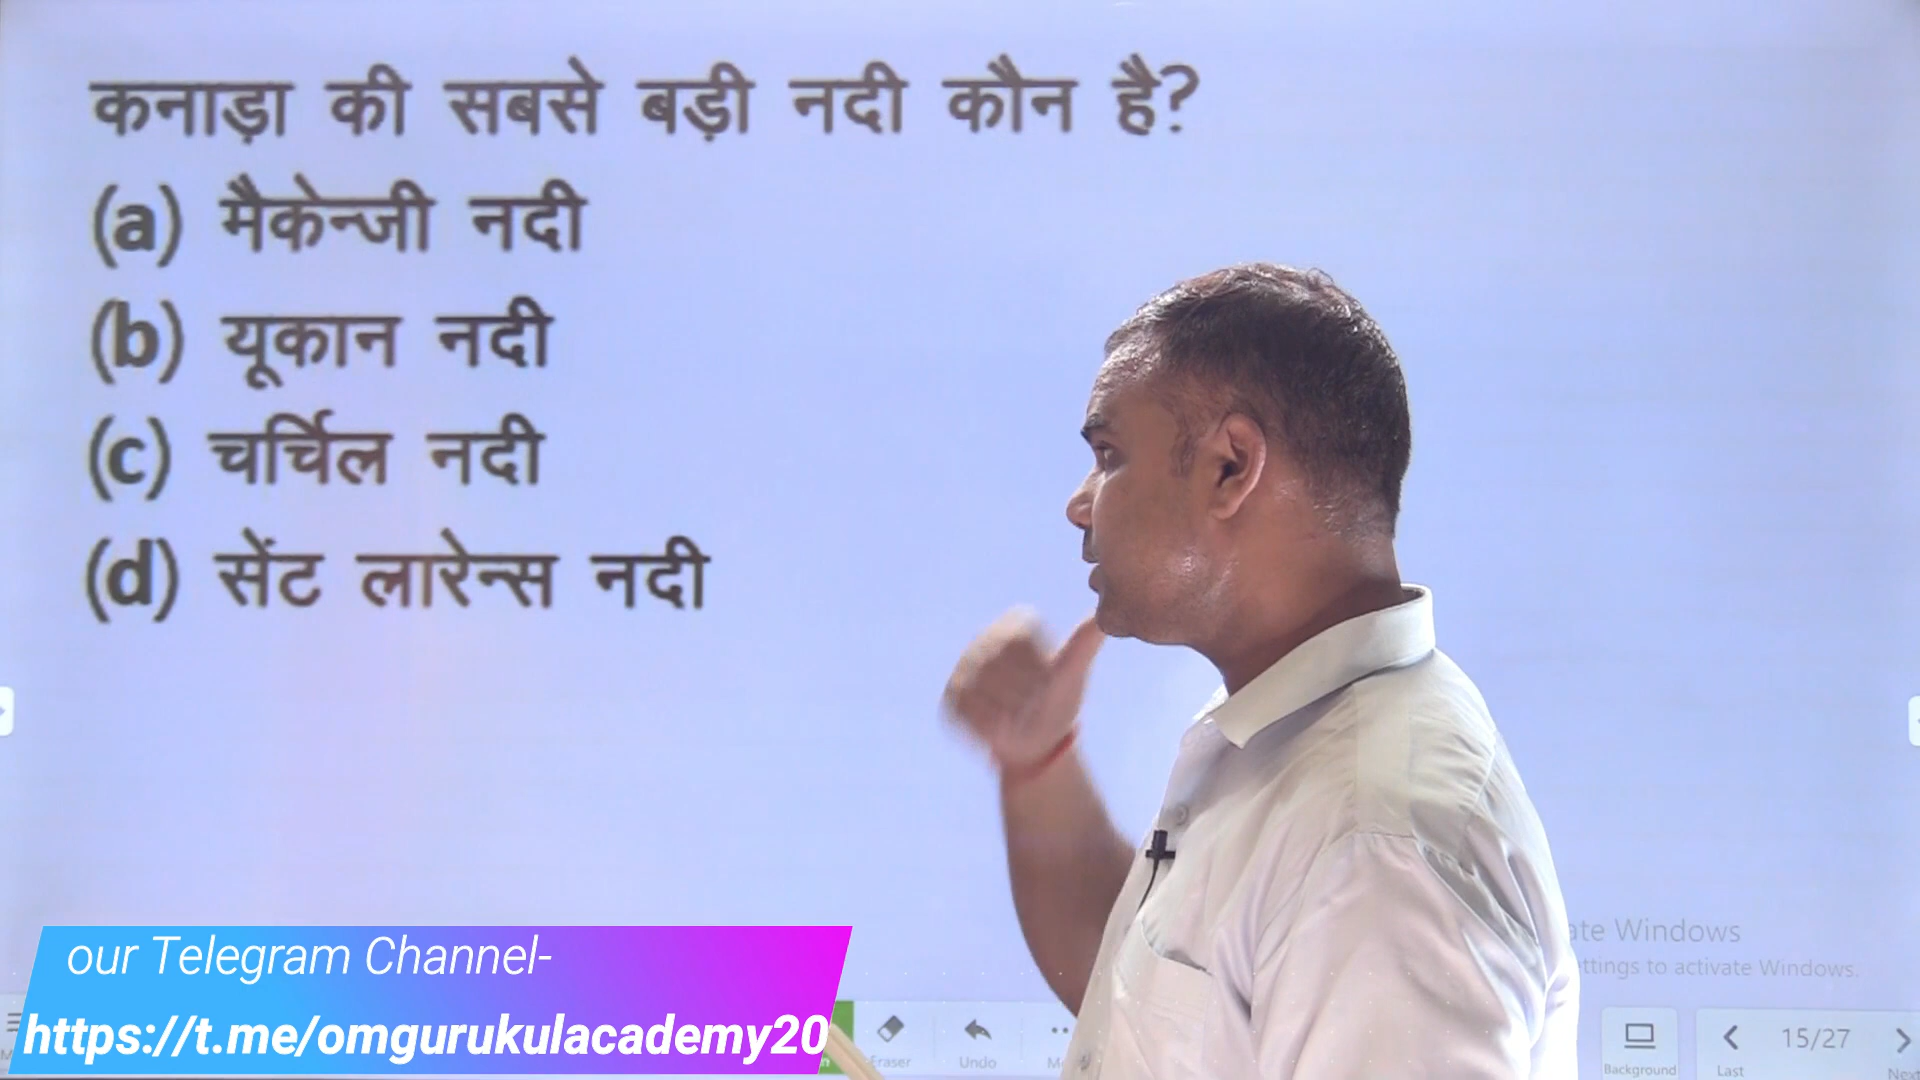 कनाड़ा की सबसे बड़ी नदी कौन है?
(a) मैकेन्जी नदी
(b) यूकान नदी
(c) चर्चिल नदी
(d) सेंट लारेन्स नदी
our Telegram Channel-
https://t.me/omgurukulacademy20
ate Windows
ttings to activate Windows.
Eraser
Undo
Background
15/27
Last
Next